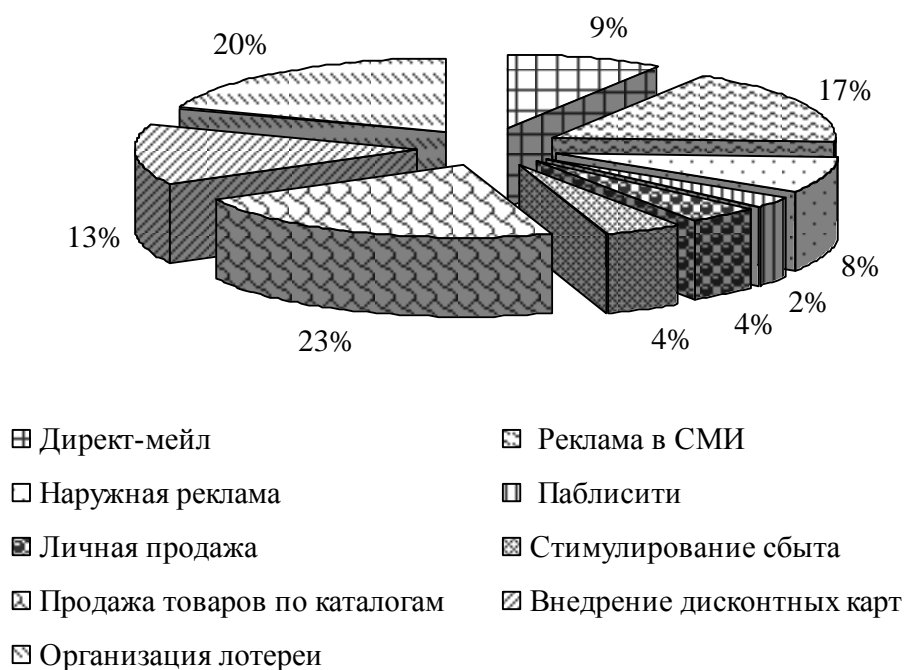 20%
9%
17%
13%
8%
2%
4%
4%
23%
Директ-мейл
Реклама в СМИ
Наружная реклама
Паблисити
Личная продажа
Стимулирование сбыта
Продажа товаров по каталогам
Внедрение дисконтных карт
Организация лотереи